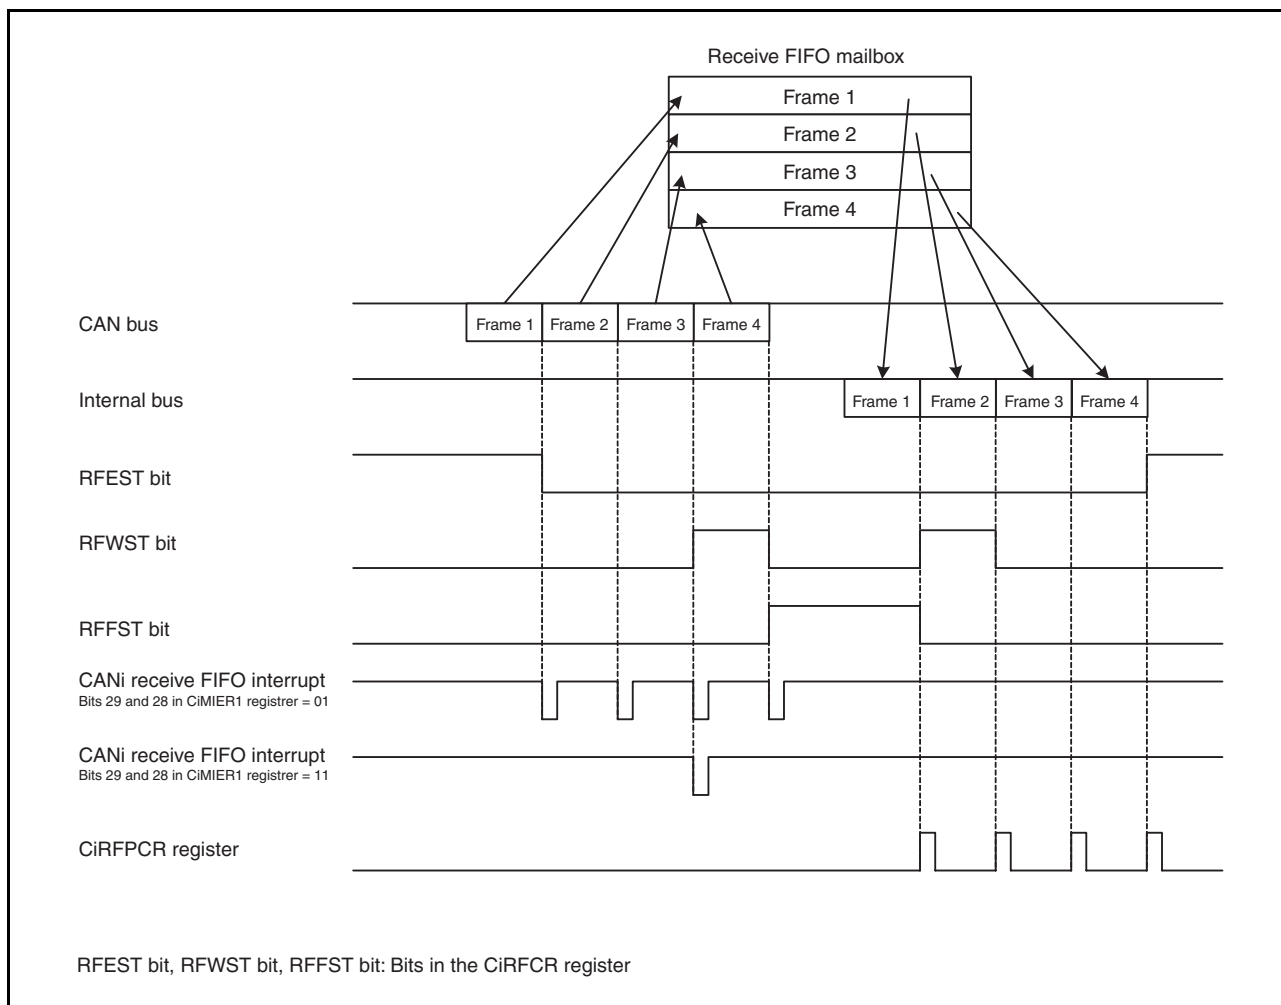 Receive FIFO mailbox
Frame 1
Frame 2
Frame 3
Frame 4
CAN bus
Frame 1 Frame 2 Frame 3 Frame 4
Internal bus
Frame 1 Frame 2 Frame 3 Frame 4
RFEST bit
RFWST bit
RFFST bit
CANi receive FIFO interrupt
Bits 29 and 28 in CiMIER1 registrer = 01
CANi receive FIFO interrupt
Bits 29 and 28 in CiMIER1 registrer = 11
CiRFPCR register
RFEST bit, RFWST bit, RFFST bit: Bits in the CiRFCR register